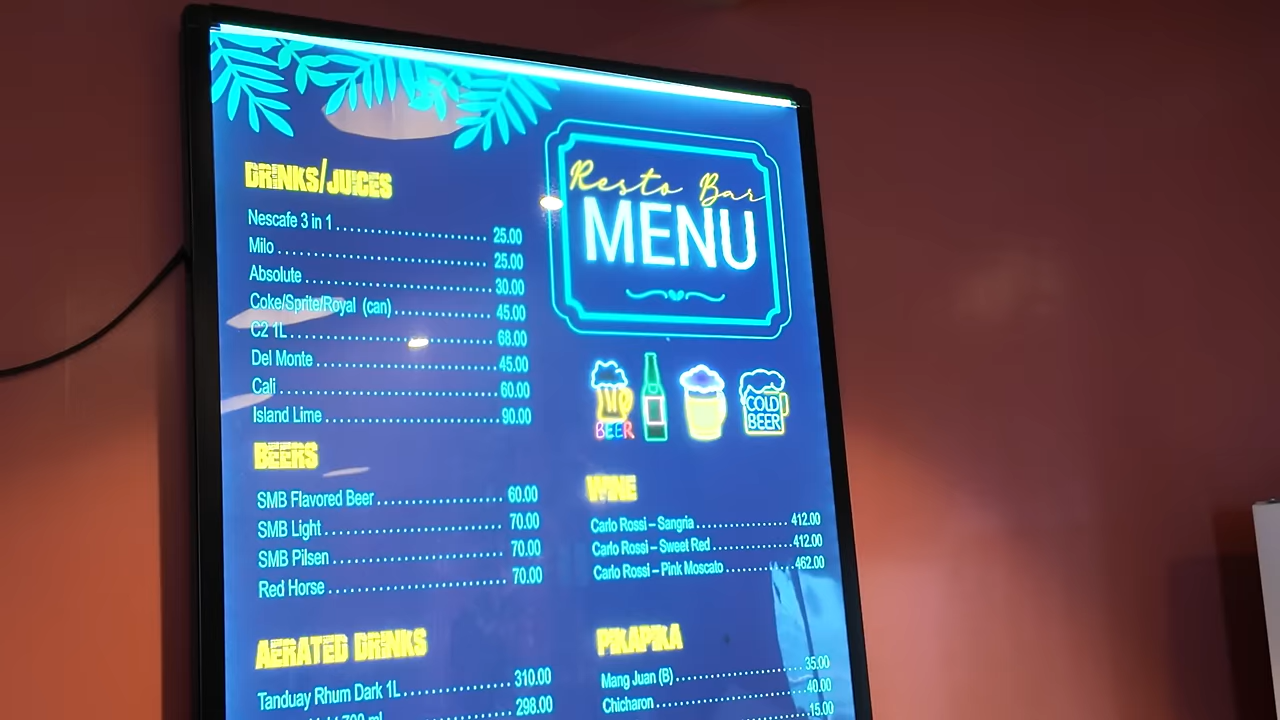 DRINKS/JUICES
Nescafe 3 in 1 ........................ 25.00
Milo ........................ 25.00
Absolute ........................ 30.00
Coke/Sprite/Royal (can) ............... 45.00
C2 1L ........................ 68.00
Del Monte ........................ 45.00
Cali ........................ 60.00
Island Lime ........................ 90.00
BEERS
SMB Flavored Beer ................ 60.00
SMB Light ........................ 70.00
SMB Pilsen ........................ 70.00
Red Horse ........................ 70.00
AERATED DRINKS
Tanduay Rhum Dark 1L ............... 310.00
700 ml 298.00
Resto Bar
MENU
BEER
COLD
BEER
WINE
Carlo Rossi – Sangria ................ 412.00
Carlo Rossi – Sweet Red .............. 412.00
Carlo Rossi – Pink Moscato ........... 462.00
PIKAPIKA
Mang Juan (B) ..................... 35.00
Chicharon ........................ 40.00
15.00